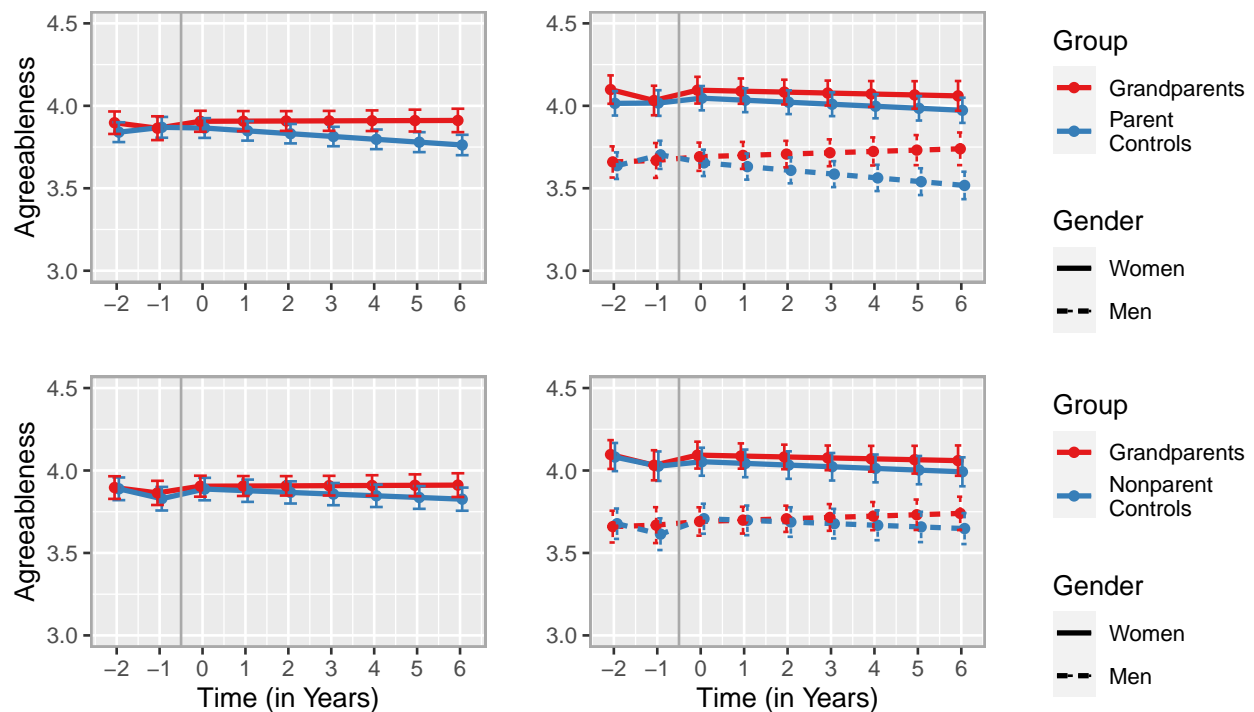 4.5
4.0
3.5
3.0
Agreeableness
−2 −1 0 1 2 3 4 5 6
4.5
4.0
3.5
3.0
−2 −1 0 1 2 3 4 5 6
Group
Grandparents
Parent
Controls
Gender
Women
Men
4.5
4.0
3.5
3.0
Agreeableness
−2 −1 0 1 2 3 4 5 6
Time (in Years)
4.5
4.0
3.5
3.0
−2 −1 0 1 2 3 4 5 6
Time (in Years)
Group
Grandparents
Nonparent
Controls
Gender
Women
Men